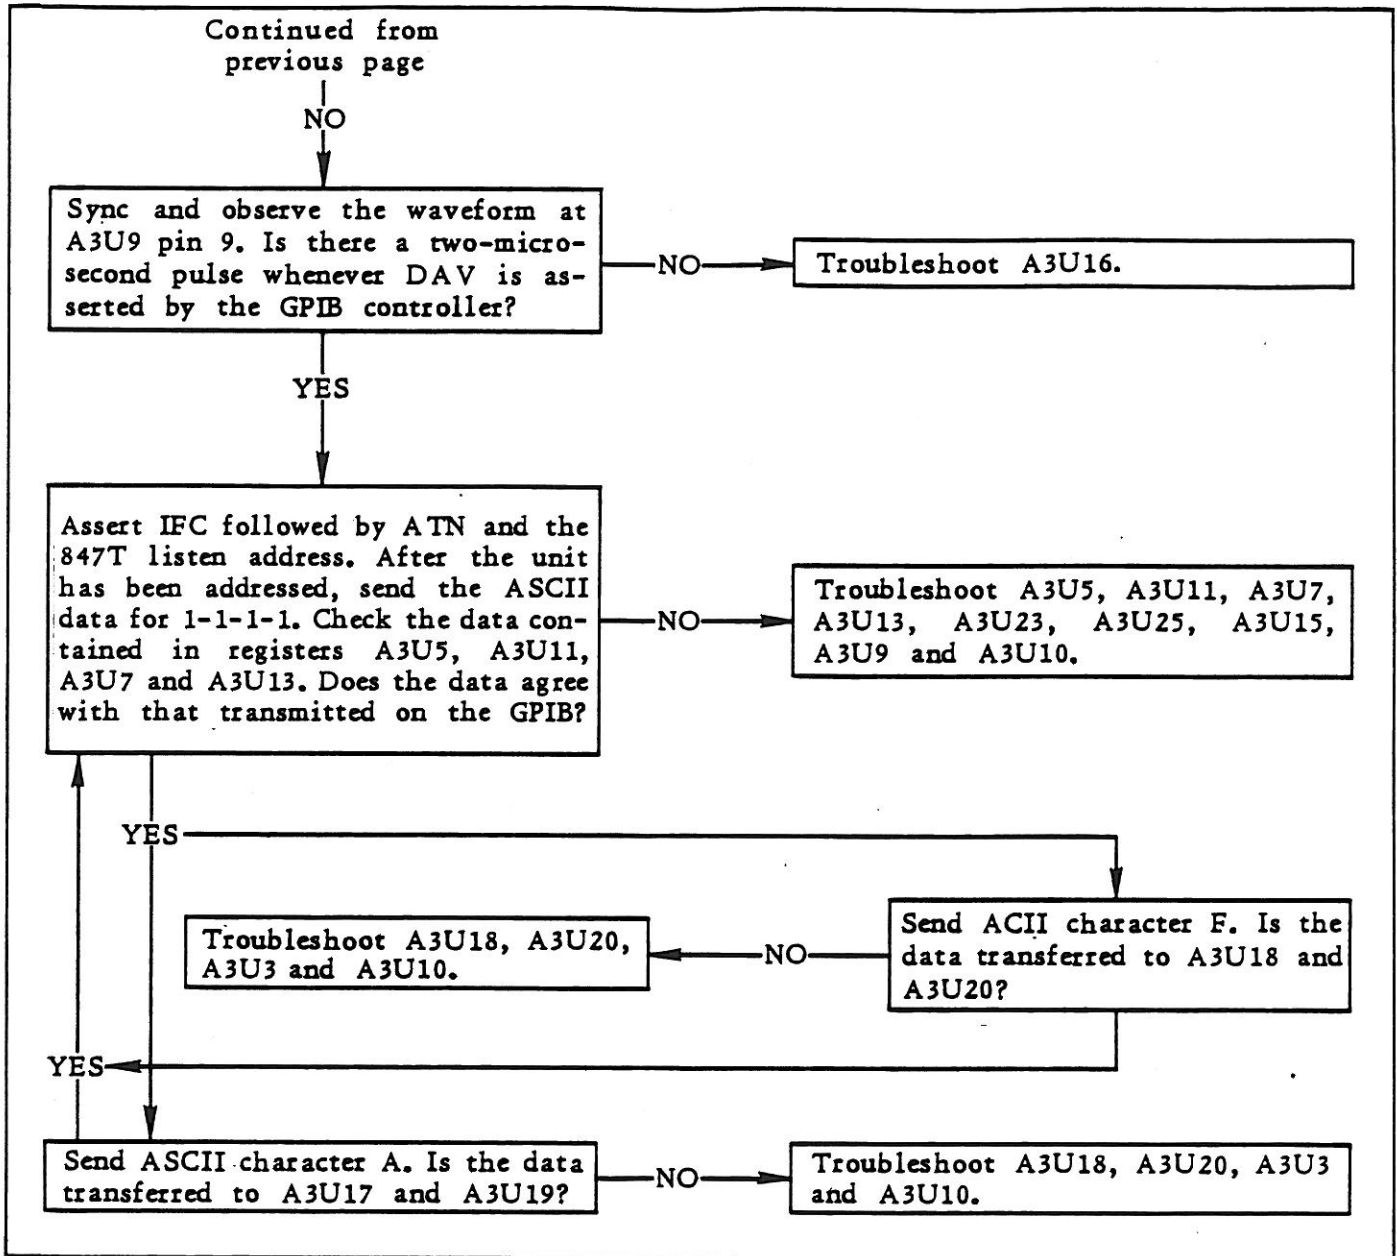 Continued from
previous page
NO
Sync and observe the waveform at
A3U9 pin 9. Is there a two-micro-
second pulse whenever DAV is as-
serted by the GPIB controller?
NO
Troubleshoot A3U16.
YES
Assert IFC followed by ATN and the
847T listen address. After the unit
has been addressed, send the ASCII
data for 1-1-1-1. Check the data con-
tained in registers A3U5, A3U11,
A3U7 and A3U13. Does the data agree
with that transmitted on the GPIB?
NO
Troubleshoot A3U5, A3U11, A3U7,
A3U13, A3U23, A3U25, A3U15,
A3U9 and A3U10.
YES
Send ACII character F. Is the
data transferred to A3U18 and
A3U20?
NO
Troubleshoot A3U18, A3U20,
A3U3 and A3U10.
YES
Send ASCII character A. Is the data
transferred to A3U17 and A3U19?
NO
Troubleshoot A3U18, A3U20, A3U3
and A3U10.